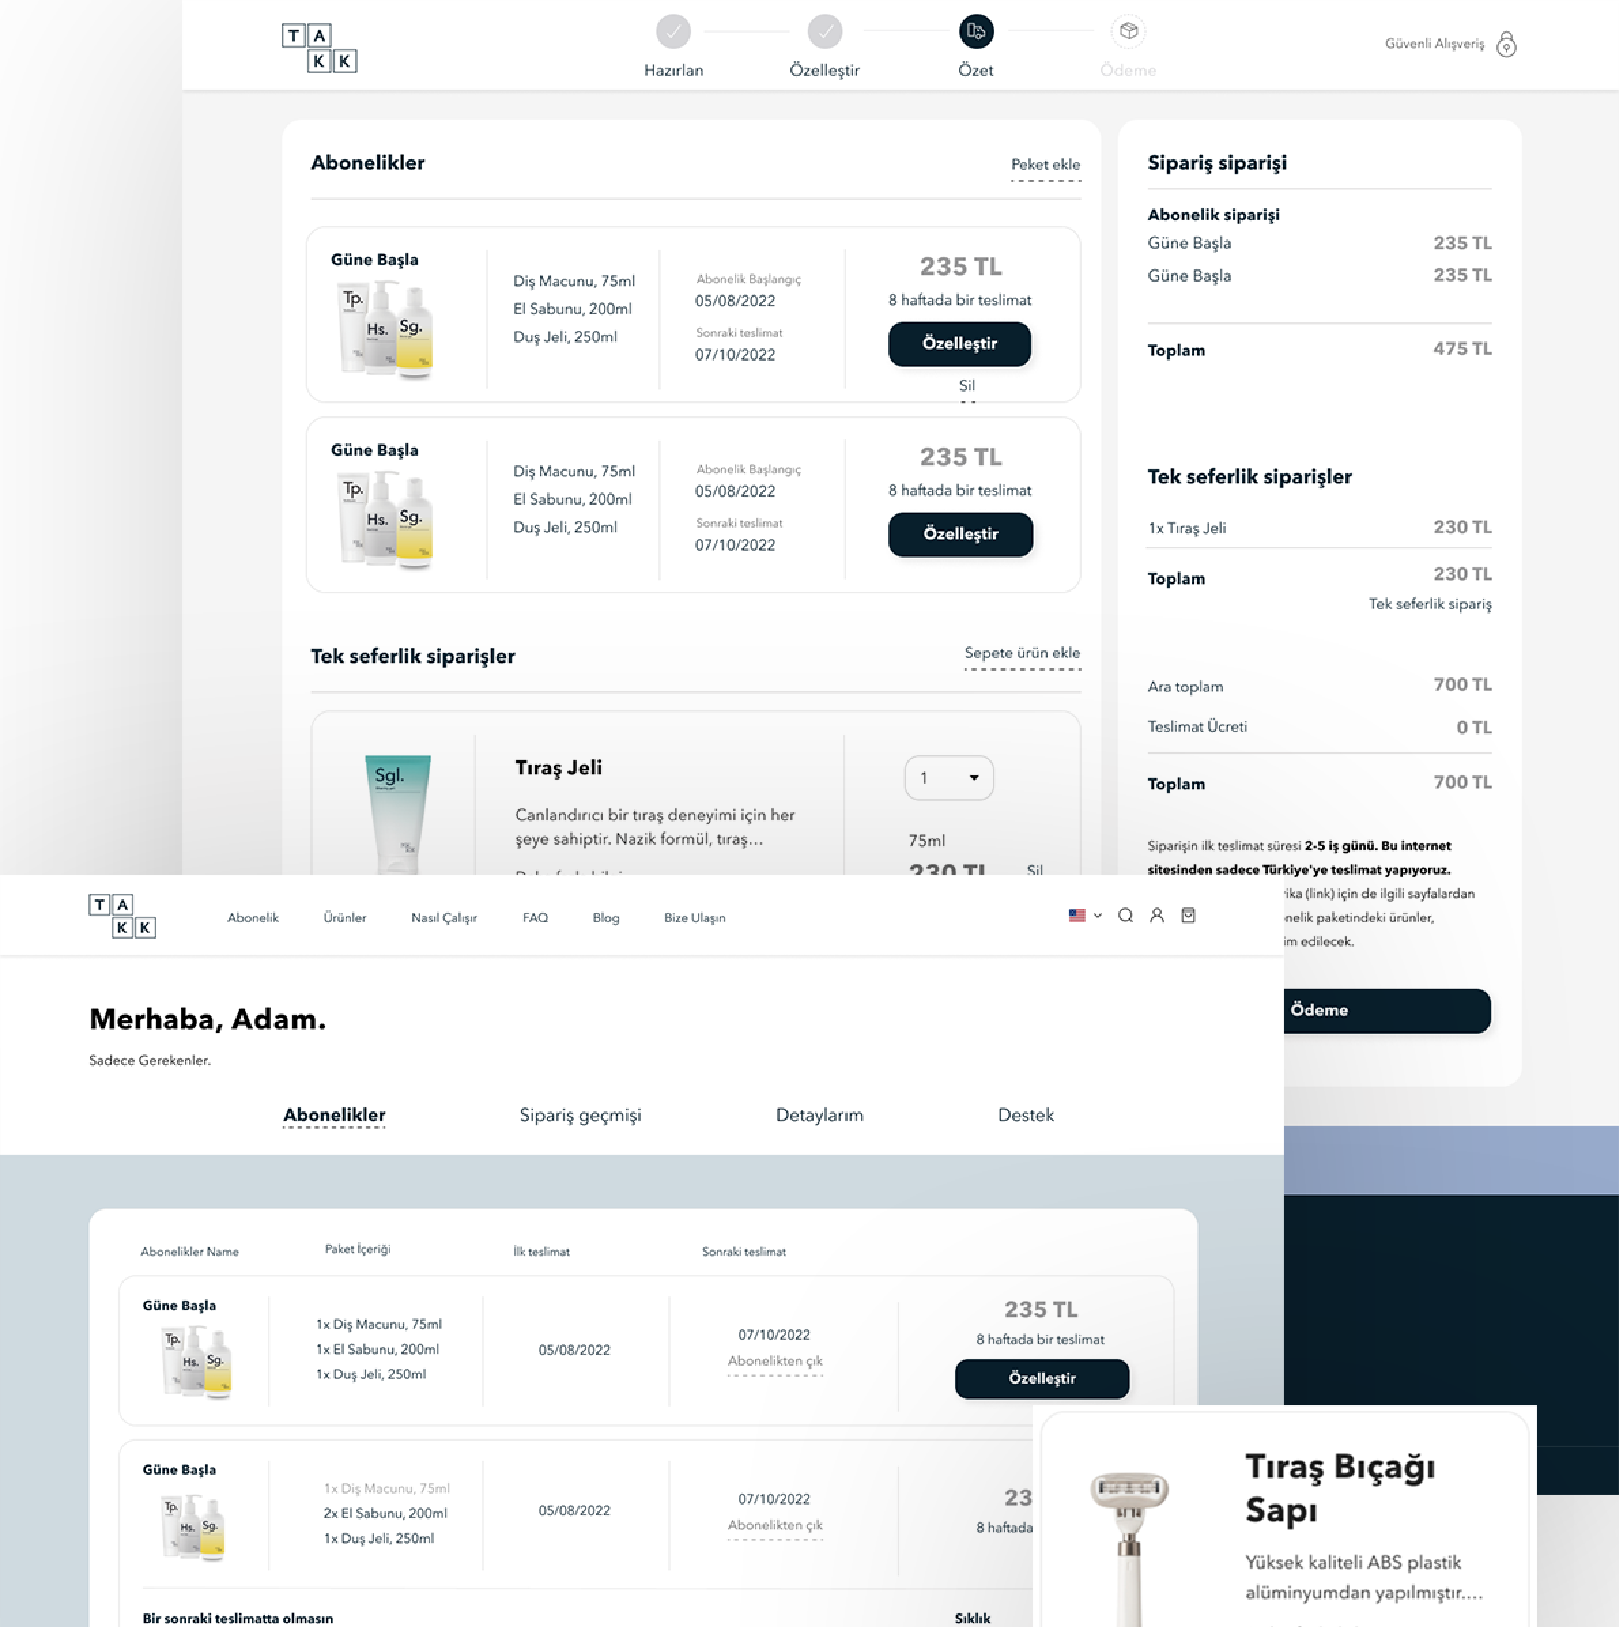 T A
K K
Hazırlan
Özelleştir
Özet
Ödeme
Güvenli Alışveriş
Abonelikler
Peket ekle
Güne Başla
Tp.
Hs.
Sg.
Diş Macunu, 75ml
El Sabunu, 200ml
Duş Jeli, 250ml
Abonelik Başlangıç
05/08/2022
Sonraki teslimat
07/10/2022
235 TL
8 haftada bir teslimat
Özelleştir
Sil
Güne Başla
Tp.
Hs.
Sg.
Diş Macunu, 75ml
El Sabunu, 200ml
Duş Jeli, 250ml
Abonelik Başlangıç
05/08/2022
Sonraki teslimat
07/10/2022
235 TL
8 haftada bir teslimat
Özelleştir
Tek seferlik siparişler
Sepete ürün ekle
Sgl.
Tıraş Jeli
Canlandırıcı bir tıraş deneyimi için her
şeye sahiptir. Nazik formül, tıraş...
1
75ml
230 TL
Sil
Sipariş siparişi
Abonelik siparişi
Güne Başla 235 TL
Güne Başla 235 TL
Toplam 475 TL
Tek seferlik siparişler
1x Tıraş Jeli 230 TL
Toplam 230 TL
Tek seferlik sipariş
Ara toplam 700 TL
Teslimat Ücreti 0 TL
Toplam 700 TL
Siparişin ilk teslimat süresi 2-5 iş günü. Bu internet
sitesinden sadece Türkiye'ye teslimat yapıyoruz.
(link) için de ilgili sayfalardan
paketindeki ürünler,
edilecek.
Ödeme
T A
K K
Abonelik
Ürünler
Nasıl Çalışır
FAQ
Blog
Bize Ulaşın
Merhaba, Adam.
Sadece Gerekenler.
Abonelikler
Sipariş geçmişi
Detaylarım
Destek
Abonelikler Name
Paket İçeriği
İlk teslimat
Sonraki teslimat
Güne Başla
Tp.
Hs.
Sg.
1x Diş Macunu, 75ml
1x El Sabunu, 200ml
1x Duş Jeli, 250ml
05/08/2022
07/10/2022
Abonelikten çık
235 TL
8 haftada bir teslimat
Özelleştir
Güne Başla
Tp.
Hs.
Sg.
1x Diş Macunu, 75ml
2x El Sabunu, 200ml
1x Duş Jeli, 250ml
05/08/2022
07/10/2022
Abonelikten çık
23
8 haftada
Bir sonraki teslimatta olmasın
Sıklık
Tıraş Bıçağı
Sapı
Yüksek kaliteli ABS plastik
alüminyumdan yapılmıştır....